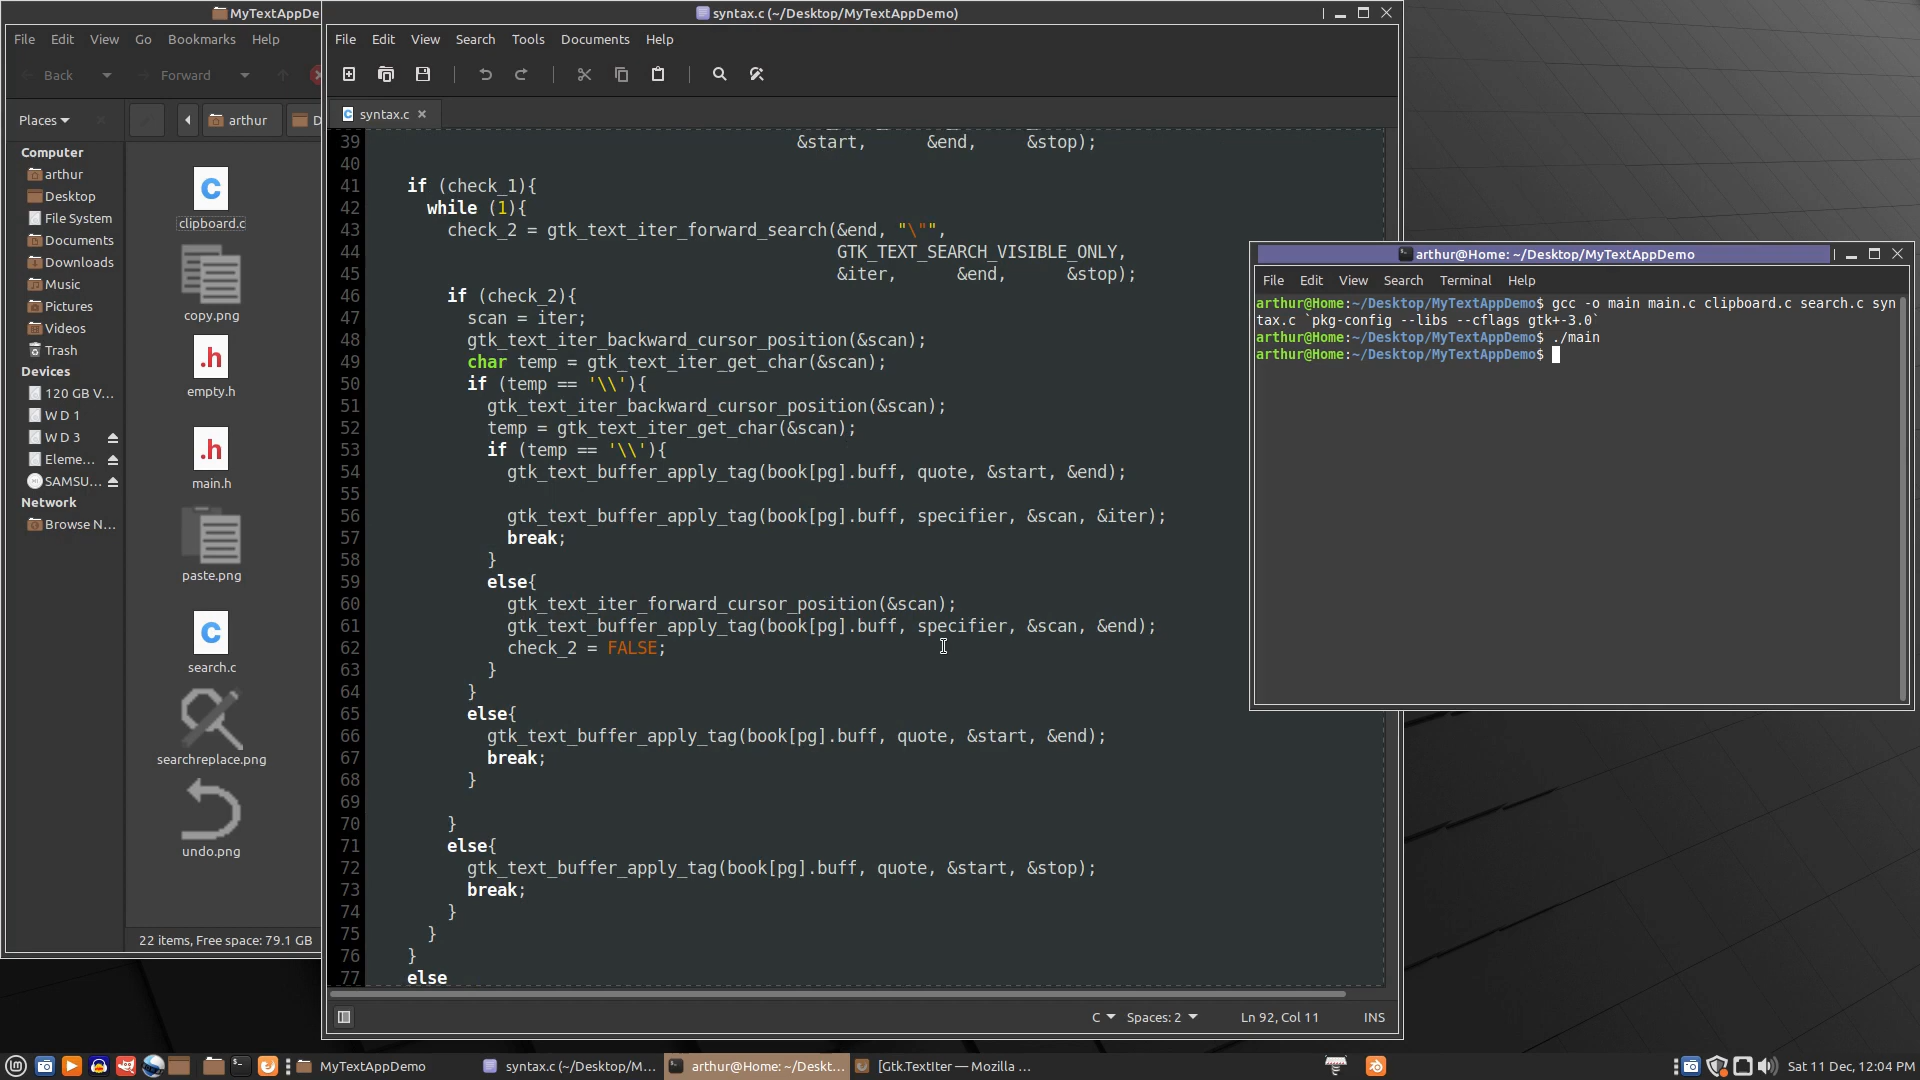 MyTextAppDe
File Edit View Go Bookmarks Help
Back Forward
Places
arthur D
Computer
arthur
Desktop
File System
Documents
Downloads
Music
Pictures
Videos
Trash
Devices
120 GB V...
W D 1
W D 3
Eleme...
SAMSU...
Network
Browse N...
clipboard.c
copy.png
.h
empty.h
.h
main.h
paste.png
search.c
searchreplace.png
undo.png
22 items, Free space: 79.1 GB
syntax.c (~/Desktop/MyTextAppDemo)
File Edit View Search Tools Documents Help
syntax.c
39 &start, &end, &stop);
40
41 if (check_1){
42 while (1){
43 check_2 = gtk_text_iter_forward_search(&end, "\"",
44 GTK_TEXT_SEARCH_VISIBLE_ONLY,
45 &iter, &end, &stop);
46 if (check_2){
47 scan = iter;
48 gtk_text_iter_backward_cursor_position(&scan);
49 char temp = gtk_text_iter_get_char(&scan);
50 if (temp == '\\'){
51 gtk_text_iter_backward_cursor_position(&scan);
52 temp = gtk_text_iter_get_char(&scan);
53 if (temp == '\\'){
54 gtk_text_buffer_apply_tag(book[pg].buff, quote, &start, &end);
55
56 gtk_text_buffer_apply_tag(book[pg].buff, specifier, &scan, &iter);
57 break;
58 }
59 else{
60 gtk_text_iter_forward_cursor_position(&scan);
61 gtk_text_buffer_apply_tag(book[pg].buff, specifier, &scan, &end);
62 check_2 = FALSE;
63 }
64 }
65 else{
66 gtk_text_buffer_apply_tag(book[pg].buff, quote, &start, &end);
67 break;
68 }
69
70 }
71 else{
72 gtk_text_buffer_apply_tag(book[pg].buff, quote, &start, &stop);
73 break;
74 }
75 }
76 }
77 else
C Spaces: 2 Ln 92, Col 11 INS
arthur@Home: ~/Desktop/MyTextAppDemo
File Edit View Search Terminal Help
arthur@Home:~/Desktop/MyTextAppDemo$ gcc -o main main.c clipboard.c search.c syn
tax.c `pkg-config --libs --cflags gtk+-3.0`
arthur@Home:~/Desktop/MyTextAppDemo$ ./main
arthur@Home:~/Desktop/MyTextAppDemo$
MyTextAppDemo syntax.c (~/Desktop/M... arthur@Home: ~/Deskt... [Gtk.TextIter — Mozilla ... Sat 11 Dec, 12:04 PM